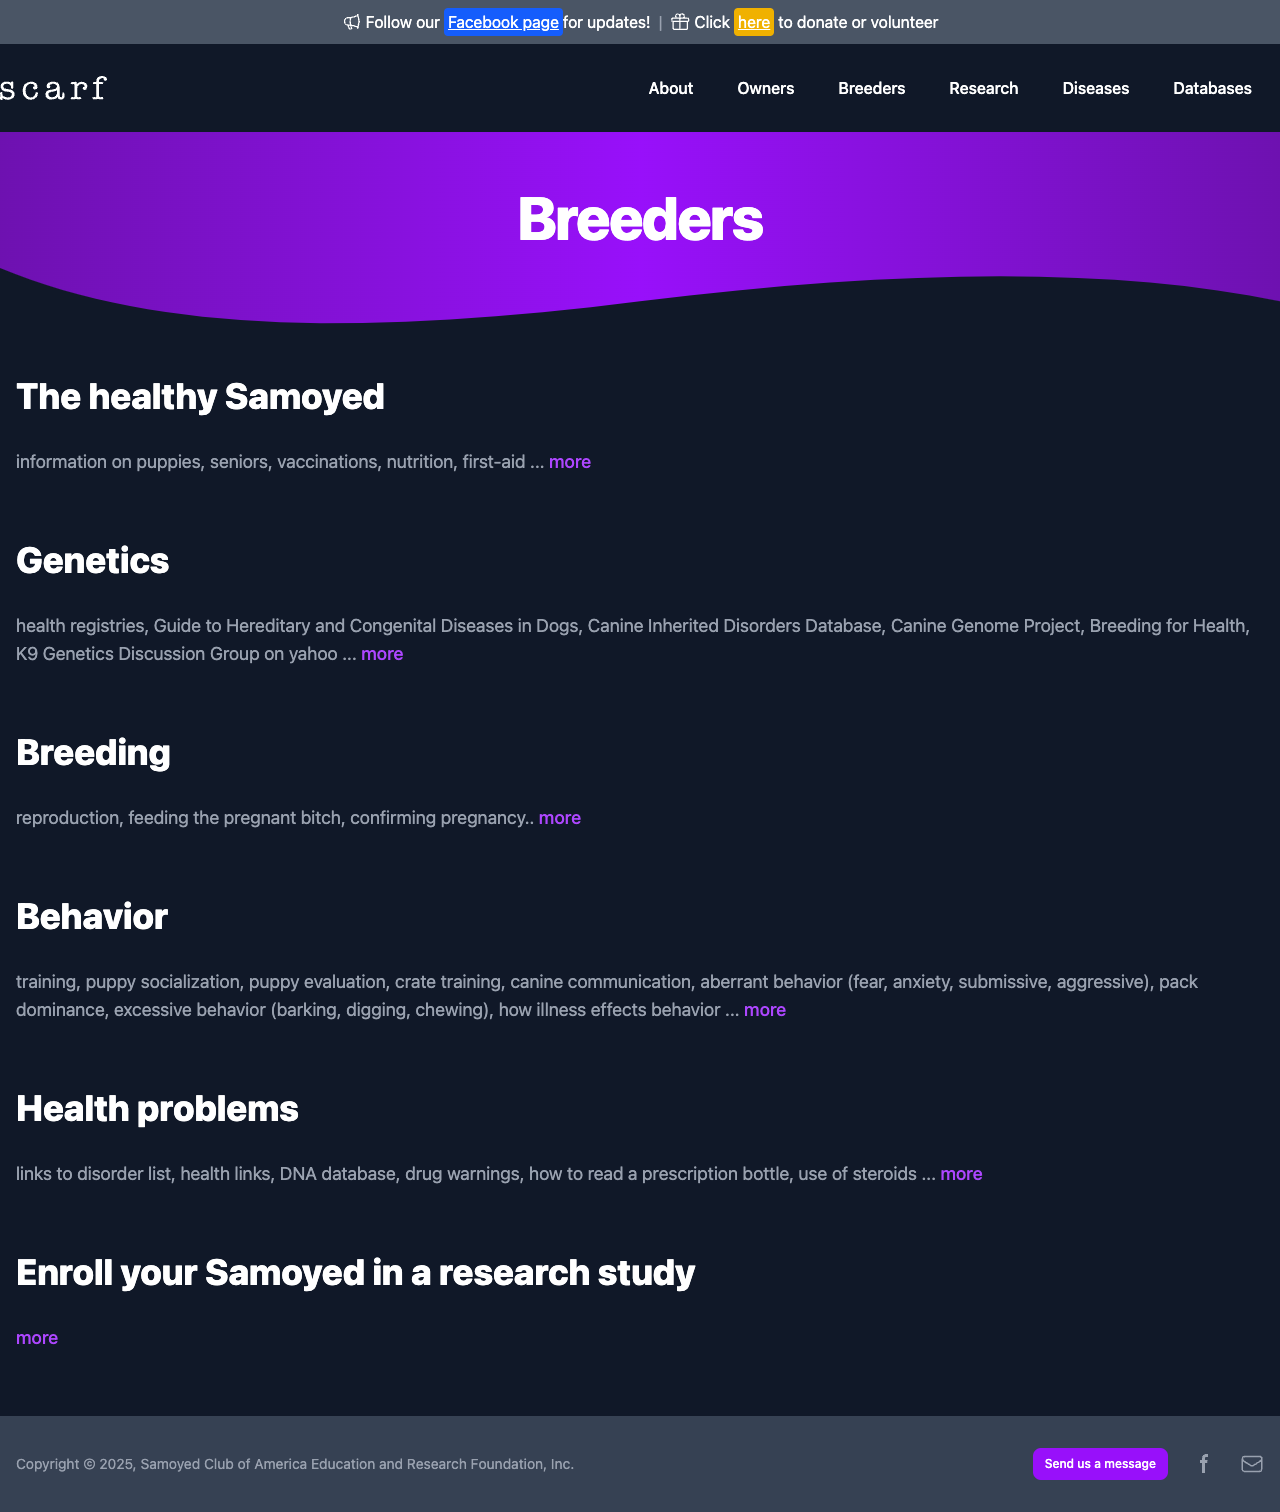 Follow our Facebook page for updates! | Click here to donate or volunteer
scarf
About Owners Breeders Research Diseases Databases
Breeders
The healthy Samoyed
information on puppies, seniors, vaccinations, nutrition, first-aid ... more
Genetics
health registries, Guide to Hereditary and Congenital Diseases in Dogs, Canine Inherited Disorders Database, Canine Genome Project, Breeding for Health,
K9 Genetics Discussion Group on yahoo ... more
Breeding
reproduction, feeding the pregnant bitch, confirming pregnancy.. more
Behavior
training, puppy socialization, puppy evaluation, crate training, canine communication, aberrant behavior (fear, anxiety, submissive, aggressive), pack
dominance, excessive behavior (barking, digging, chewing), how illness effects behavior ... more
Health problems
links to disorder list, health links, DNA database, drug warnings, how to read a prescription bottle, use of steroids ... more
Enroll your Samoyed in a research study
more
Copyright © 2025, Samoyed Club of America Education and Research Foundation, Inc.
Send us a message